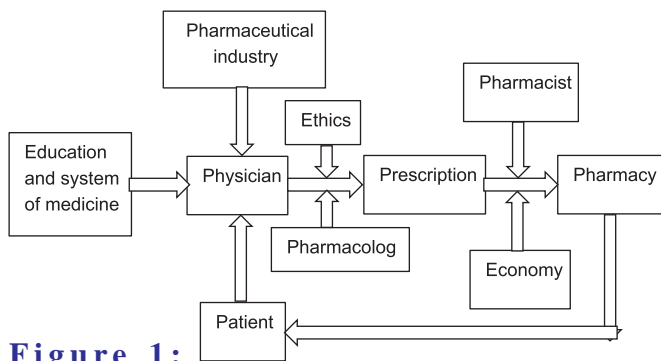 Pharmaceutical
industry
Ethics
Pharmacist
Education
and system
of medicine
Physician
Prescription
Pharmacy
Pharmacolog
Economy
Patient
Figure 1: